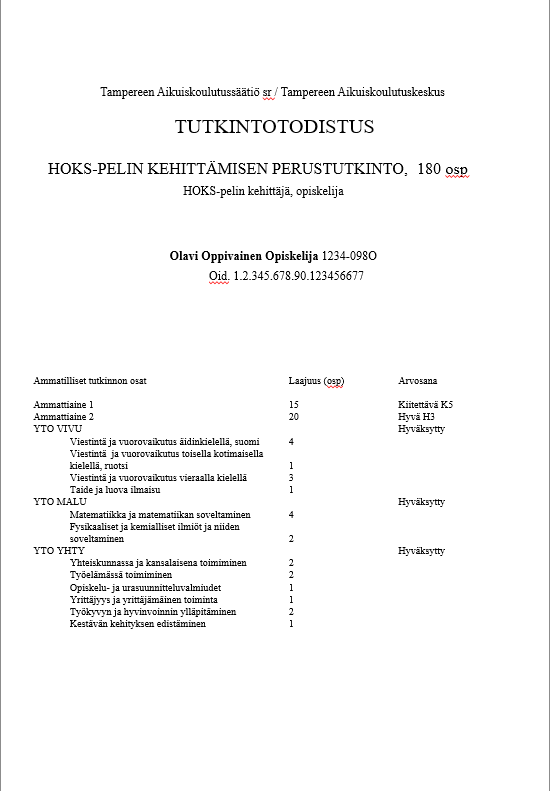 Tampereen Aikuiskoulutussäätiö sr / Tampereen Aikuiskoulutuskeskus
TUTKINTOTODISTUS
HOKS-PELIN KEHITTÄMISEN PERUSTUTKINTO, 180 osp
HOKS-pelin kehittäjä, opiskelija
Olavi Oppivainen Opiskelija 1234-098O
Oid. 1.2.345.678.90.123456677
Ammatilliset tutkinnon osat Laajuus (osp) Arvosana
Ammattiaine 1 15 Kiitettävä K5
Ammattiaine 2 20 Hyvä H3
YTO VIVU Hyväksytty
Viestintä ja vuorovaikutus äidinkielellä, suomi 4
Viestintä ja vuorovaikutus toisella kotimaisella
kielellä, ruotsi 1
Viestintä ja vuorovaikutus vieraalla kielellä 3
Taide ja luova ilmaisu 1
YTO MALU Hyväksytty
Matematiikka ja matematiikan soveltaminen 4
Fysikaaliset ja kemialliset ilmiöt ja niiden
soveltaminen 2
YTO YHTY Hyväksytty
Yhteiskunnassa ja kansalaisena toimiminen 2
Työelämässä toimiminen 2
Opiskelu- ja urasuunnitteluvalmiudet 1
Yrittäjyys ja yrittäjämäinen toiminta 1
Työkyvyn ja hyvinvoinnin ylläpitäminen 2
Kestävän kehityksen edistäminen 1